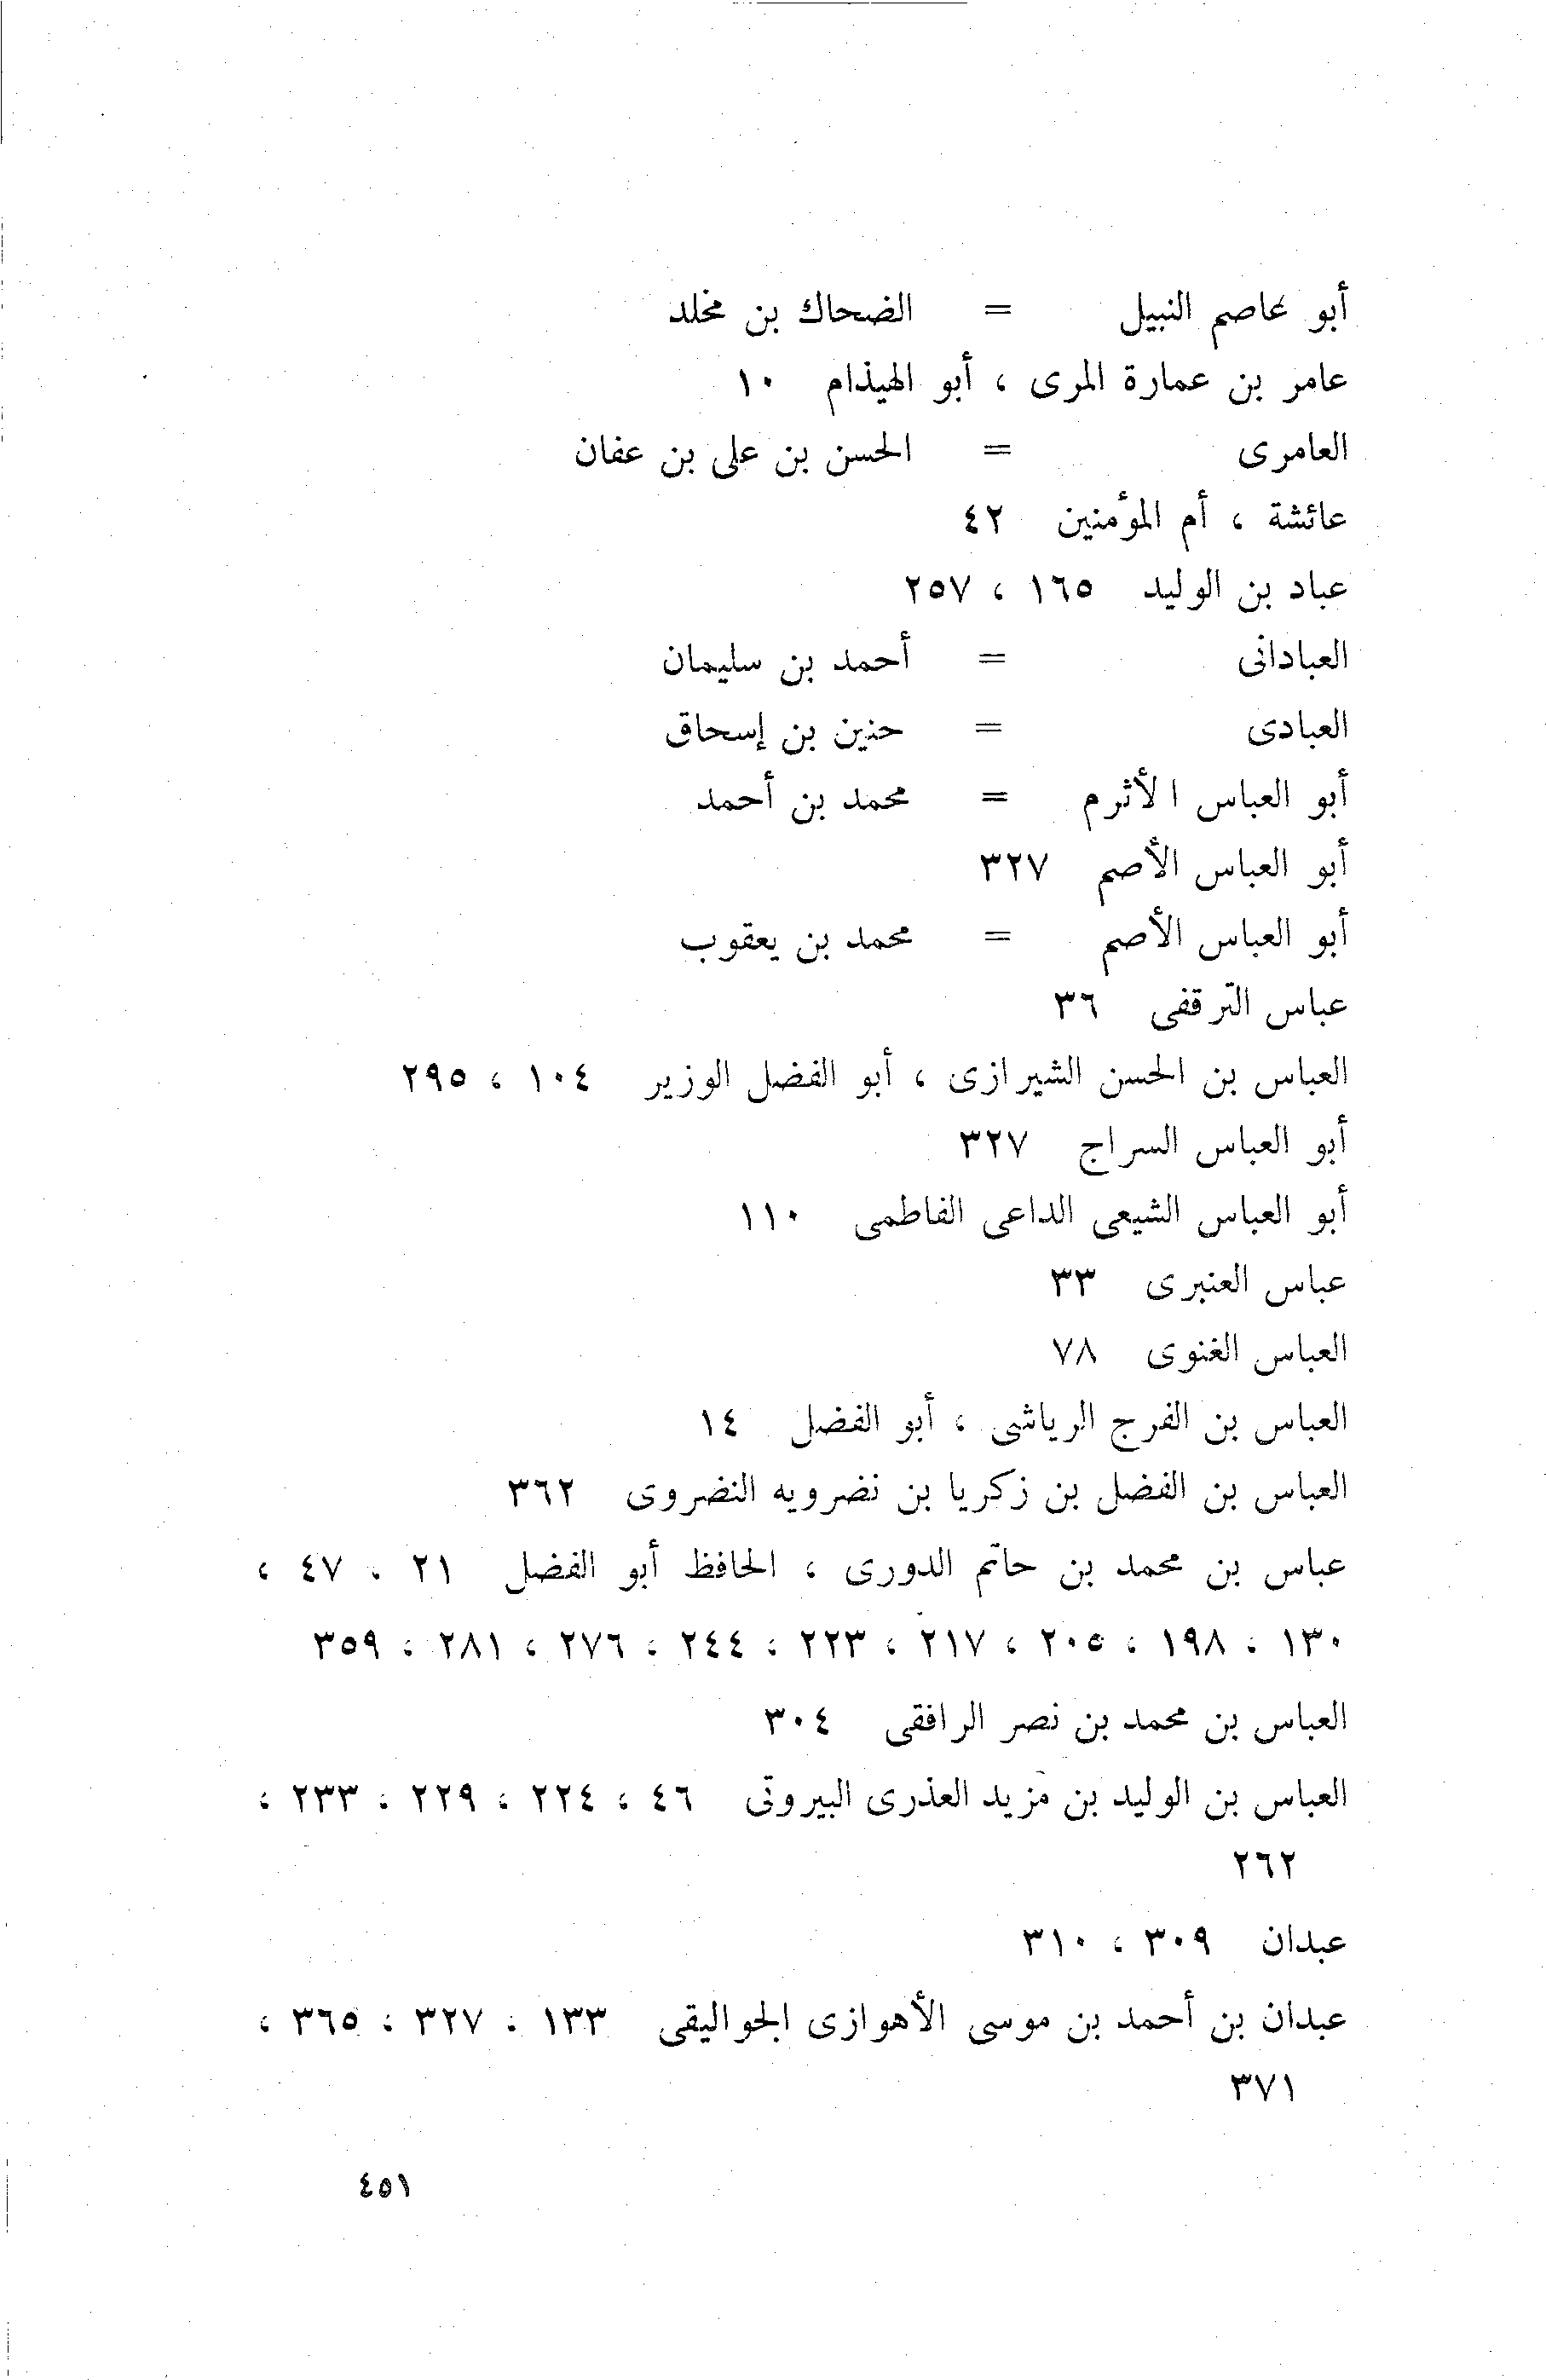 أبو عاصم النبيل = الضحاك بن مخلد
عامر بن عمارة المرى ، أبو الهيذام ١٠
العامرى = الحسن بن على بن عفان
عائشة ، أم المؤمنين ٤٢
عباد بن الوليد ١٦٥ ، ٢٥٧
العبادانى = أحمد بن سليمان
العبادى = حنين بن إسحاق
أبو العباس الأثرم = محمد بن أحمد
أبو العباس الأصم ٣٢٧
أبو العباس الأصم = محمد بن يعقوب
عباس الترقفى ٣٦
العباس بن الحسن الشيرازى ، أبو الفضل الوزير ١٠٤ ، ٢٩٥
أبو العباس السراج ٣٢٧
أبو العباس الشيعى الداعى الفاطمى ١١٠
عباس العنبرى ٣٣
العباس الغنوى ٧٨
العباس بن الفرج الرياشى ، أبو الفضل ١٤
العباس بن الفضل بن زكريا بن نضرويه النضروى ٣٦٢
عباس بن محمد بن حاتم الدورى ، الحافظ أبو الفضل ٢١ ، ٤٧ ،
١٣٠ ، ١٩٨ ، ٢٠٥ ، ٢١٧ ، ٢٢٣ ، ٢٤٤ ، ٢٧٦ ، ٢٨١ ، ٣٥٩
العباس بن محمد بن نصر الرافقى ٣٠٤
العباس بن الوليد بن مزيد العذرى البيروتى ٤٦ ، ٢٢٤ ، ٢٢٩ ، ٢٣٣ ،
٢٦٢
عبدان ٣٠٩ ، ٣١٠
عبدان بن أحمد بن موسى الأهوازى الجواليقى ١٣٣ ، ٣٢٧ ، ٣٦٥ ،
٣٧١
٤٥١